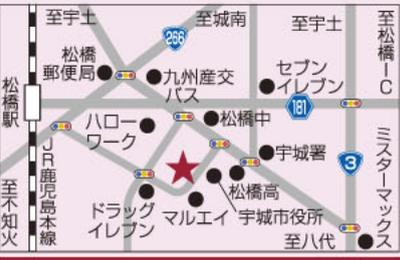 至宇土
至城南
至宇土
至松橋IC
266
松橋
郵便局
九州産交
バス
セブン
イレブン
松橋駅
181
ハロー
ワーク
松橋中
宇城署
3
ミスターマックス
JR鹿児島本線
至不知火
松橋高
ドラッグ
イレブン
マルエイ
宇城市役所
至八代